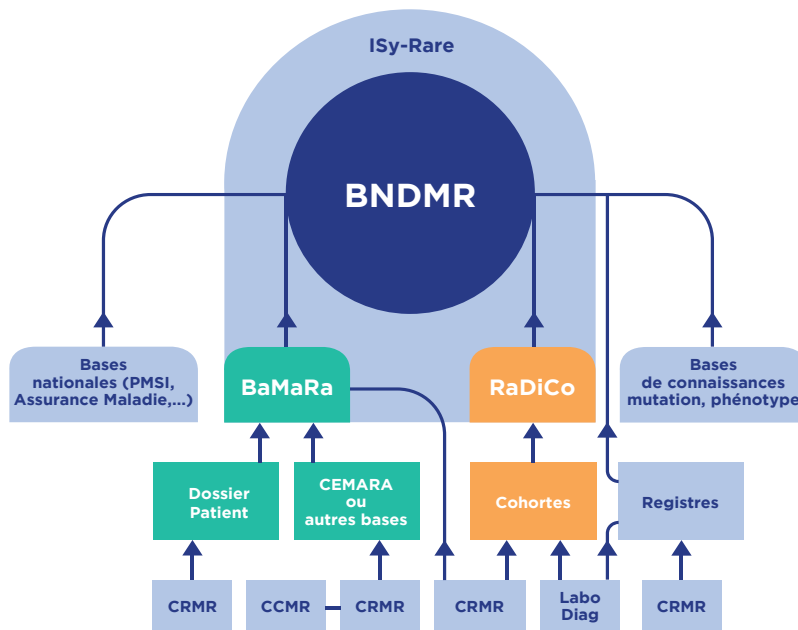 ISy-Rare
BNDMR
Bases
nationales (PMSI,
Assurance Maladie,...)
BaMaRa
RaDiCo
Bases
de connaissances
mutation, phénotype
Dossier
Patient
CEMARA
ou
autres bases
Cohortes
Registres
CRMR
CCMR
CRMR
CRMR
Labo
Diag
CRMR